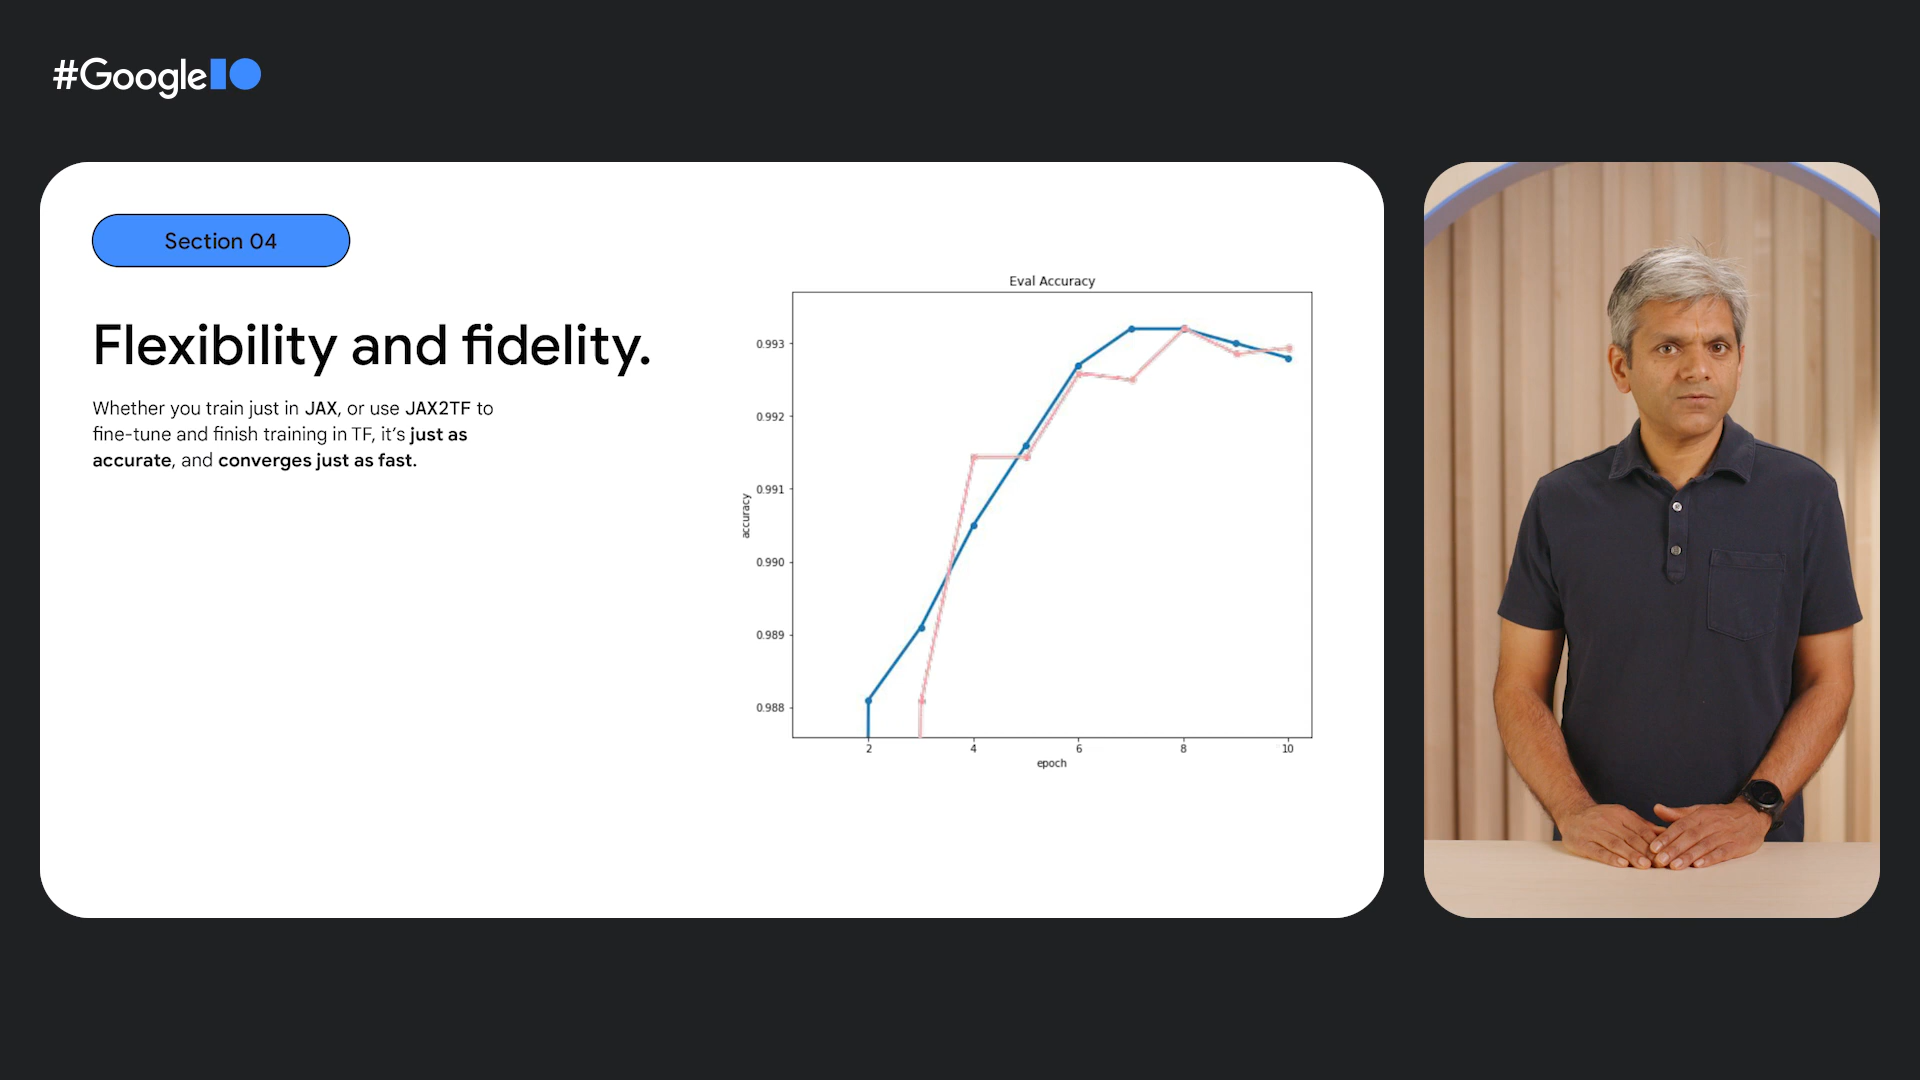 #GoogleIO
Section 04
Flexibility and fidelity.
Whether you train just in JAX, or use JAX2TF to
fine-tune and finish training in TF, it's just as
accurate, and converges just as fast.
Eval Accuracy
0.993
0.992
0.991
0.990
0.989
0.988
accuracy
2 4 6 8 10
epoch